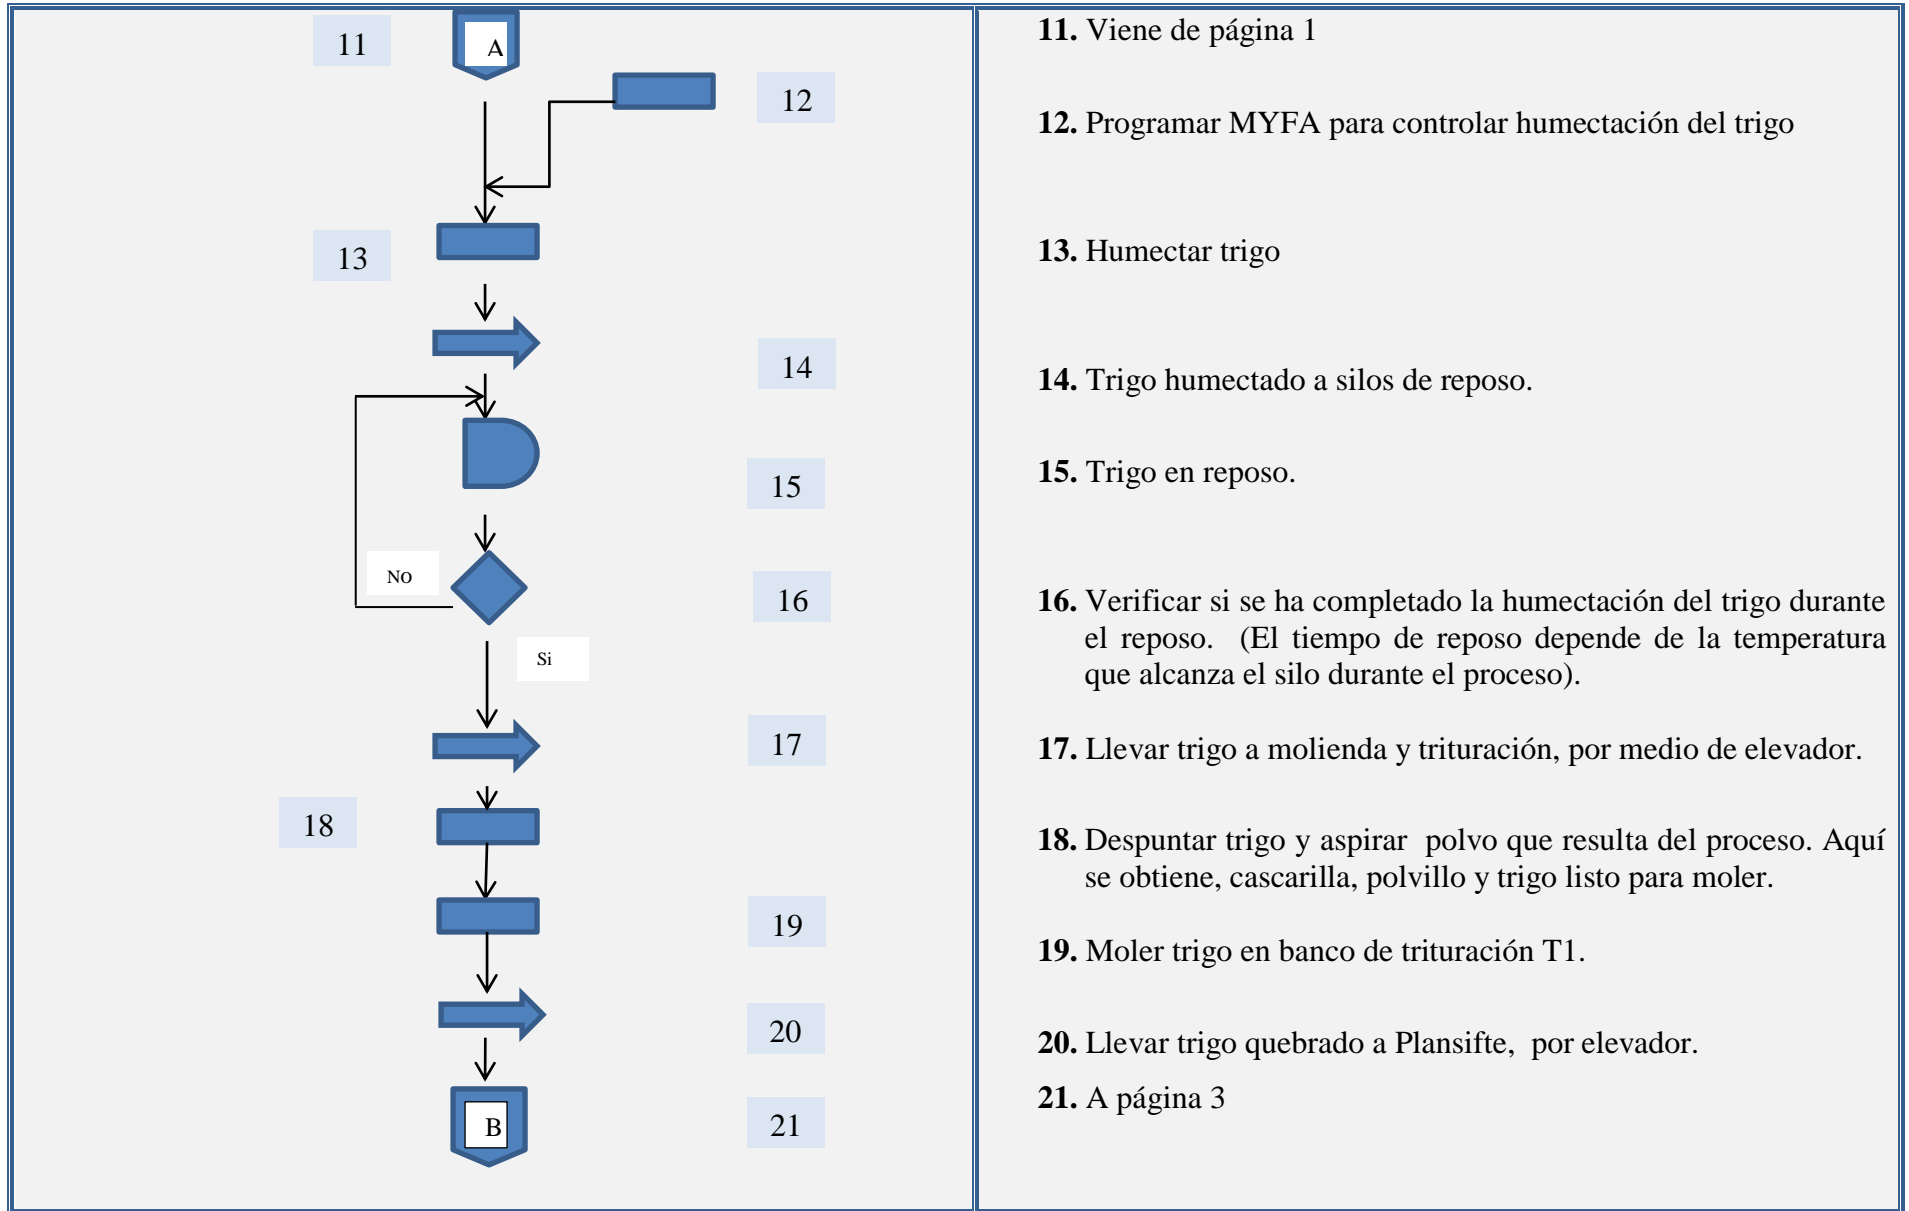 11
A
12
13
14
15
NO
16
Si
17
18
19
20
B
21
11. Viene de página 1
12. Programar MYFA para controlar humectación del trigo
13. Humectar trigo
14. Trigo humectado a silos de reposo.
15. Trigo en reposo.
16. Verificar si se ha completado la humectación del trigo durante
el reposo. (El tiempo de reposo depende de la temperatura
que alcanza el silo durante el proceso).
17. Llevar trigo a molienda y trituración, por medio de elevador.
18. Despuntar trigo y aspirar polvo que resulta del proceso. Aquí
se obtiene, cascarilla, polvillo y trigo listo para moler.
19. Moler trigo en banco de trituración T1.
20. Llevar trigo quebrado a Plansifte, por elevador.
21. A página 3